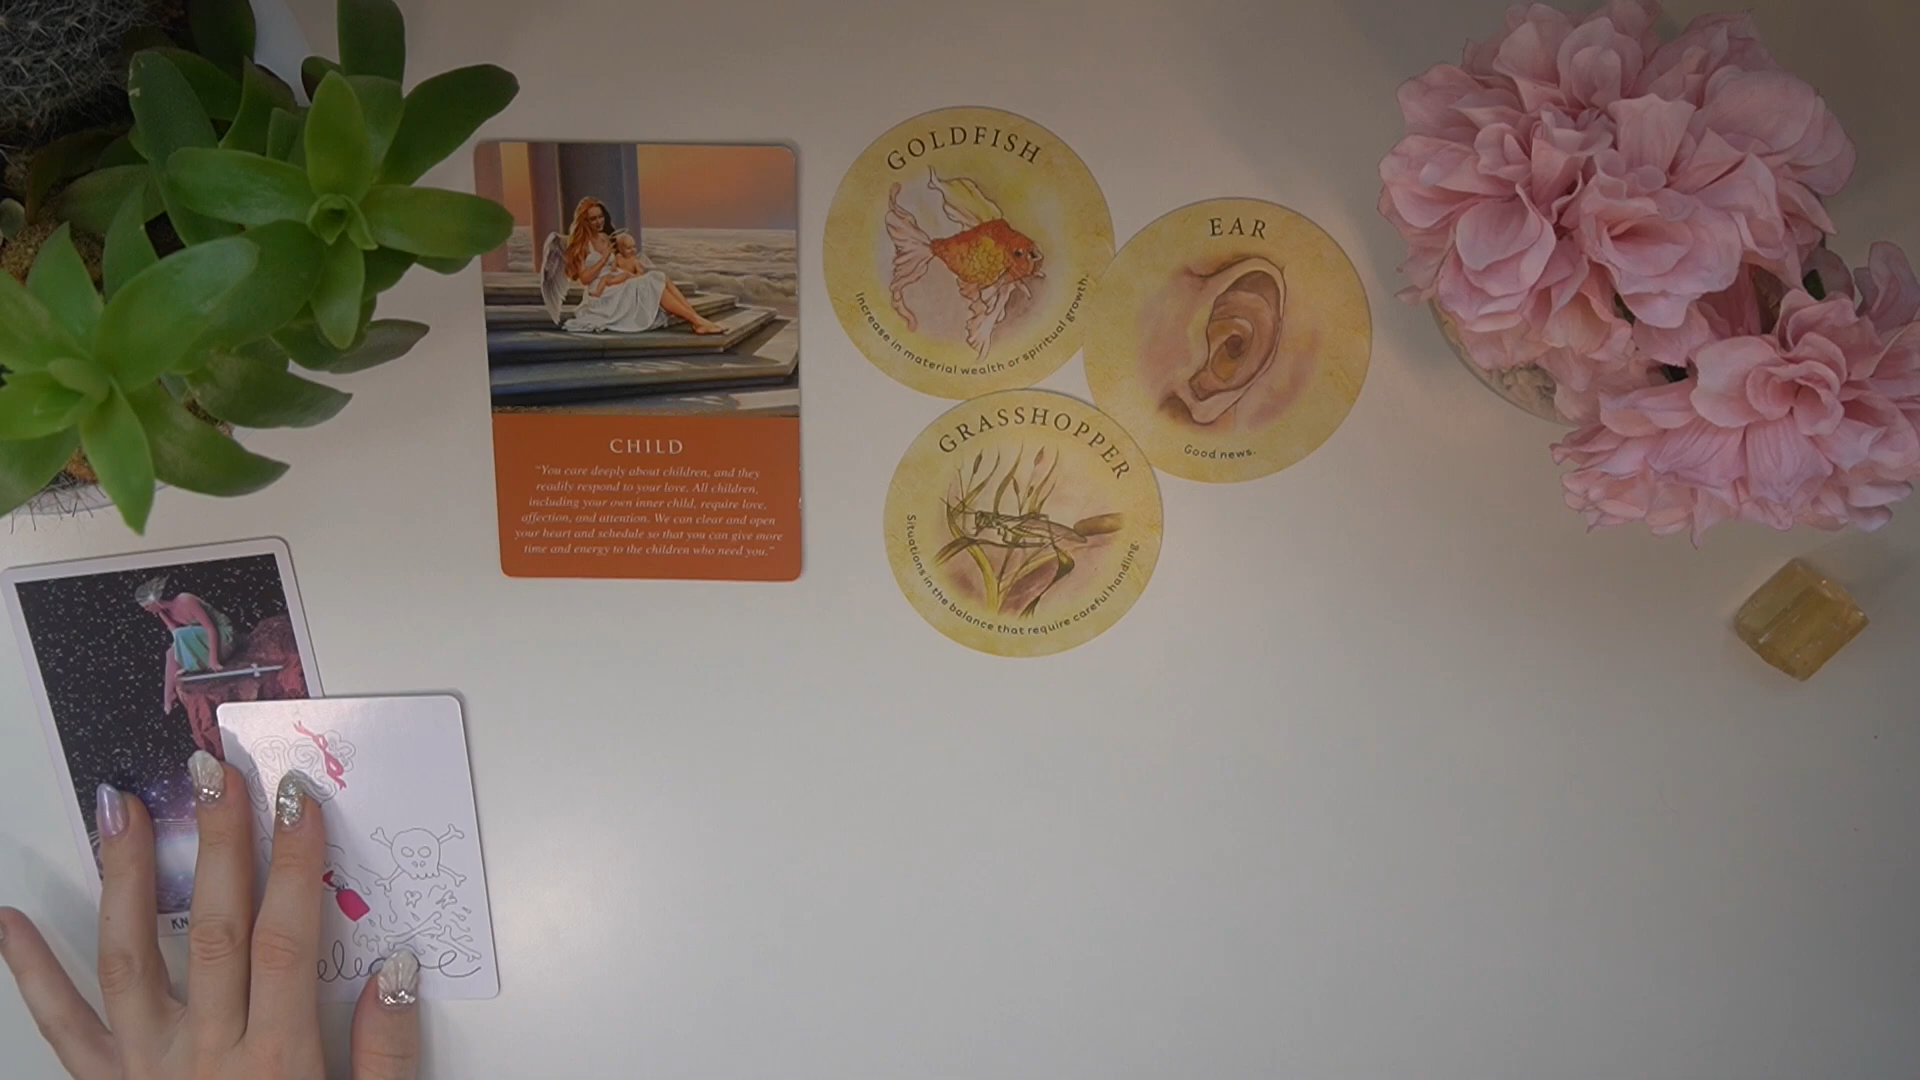 CHILD
"You care deeply about children, and they
readily respond to your love. All children,
including your own inner child, require love,
affection, and attention. We can clear and open
your heart and schedule so that you can give more
time and energy to the children who need you."
GOLDFISH
Increase in material wealth or spiritual growth.
EAR
Good news.
GRASSHOPPER
Situations in the balance that require careful handling.
KN